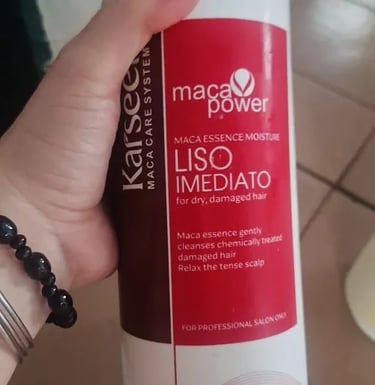 Karseell
MACA CARE SYSTEM
maca
power
MACA ESSENCE MOISTURE
LISO
IMEDIATO
for dry, damaged hair
Maca essence gently
cleanses chemically treated
damaged hair
Relax the tense scalp
FOR PROFESSIONAL SALON ONLY